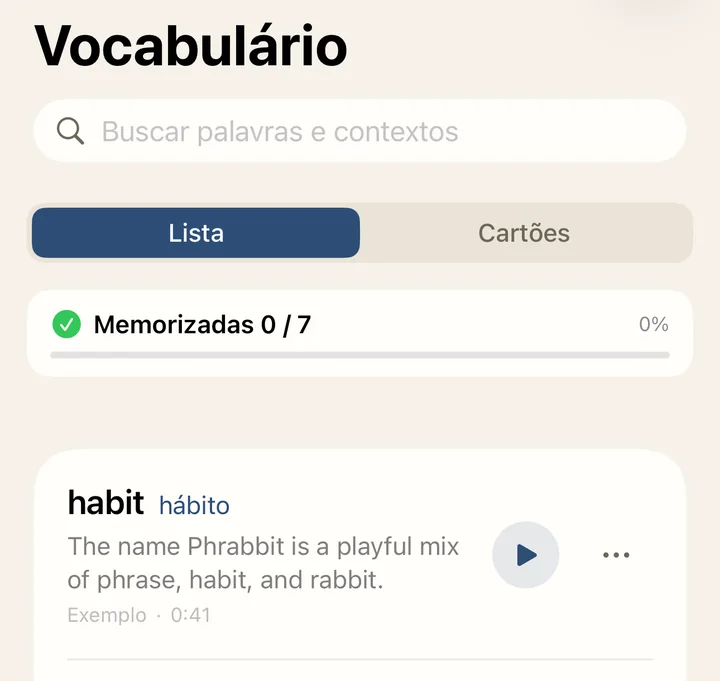 Vocabulário
Buscar palavras e contextos
Lista
Cartões
Memorizadas 0 / 7
0%
habit hábito
The name Phrabbit is a playful mix
of phrase, habit, and rabbit.
Exemplo · 0:41